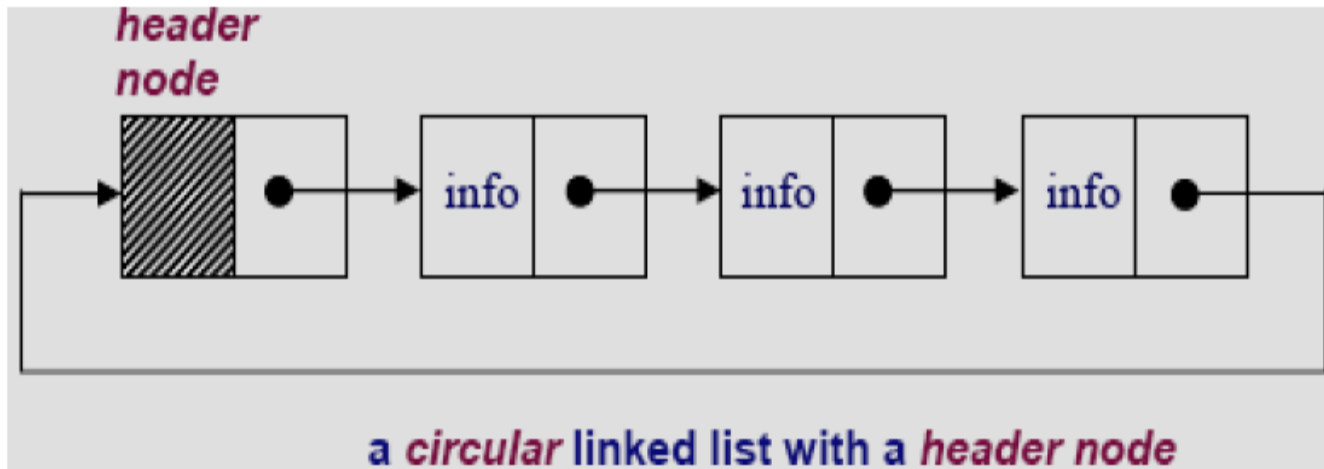 header
node
info
info
info
a circular linked list with a header node